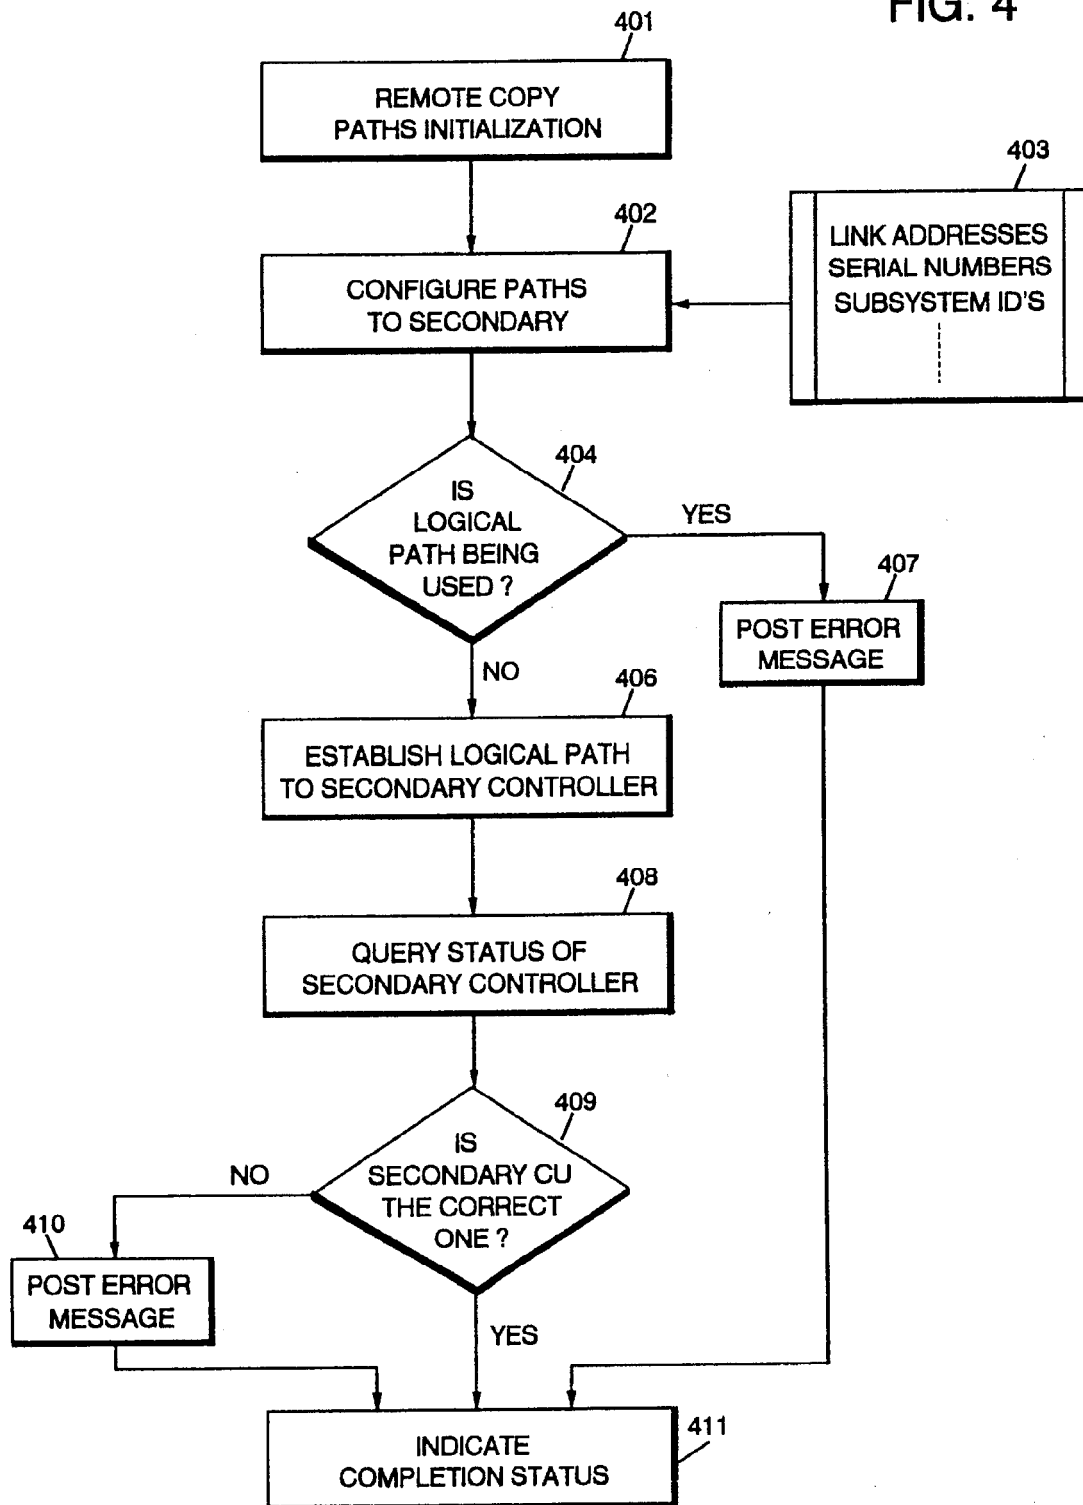 FIG. 4
401
REMOTE COPY
PATHS INITIALIZATION
402
CONFIGURE PATHS
TO SECONDARY
403
LINK ADDRESSES
SERIAL NUMBERS
SUBSYSTEM ID'S
404
IS
LOGICAL
PATH BEING
USED ?
YES
407
POST ERROR
MESSAGE
NO
406
ESTABLISH LOGICAL PATH
TO SECONDARY CONTROLLER
408
QUERY STATUS OF
SECONDARY CONTROLLER
409
IS
SECONDARY CU
THE CORRECT
ONE ?
NO
410
POST ERROR
MESSAGE
YES
411
INDICATE
COMPLETION STATUS